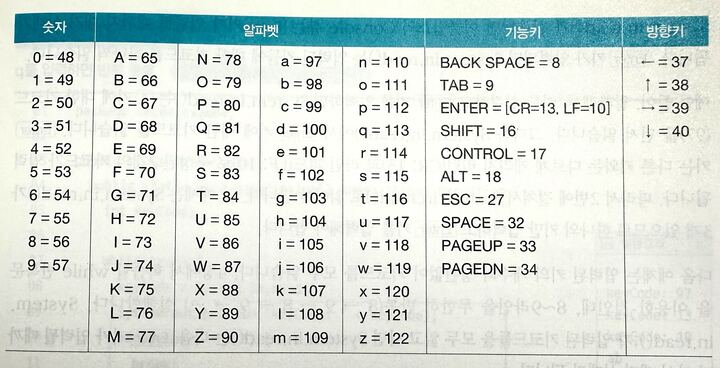 숫자 알파벳 기능키 방향키
0 = 48 A = 65 N = 78 a = 97 n = 110 BACK SPACE = 8 ← = 37
1 = 49 B = 66 O = 79 b = 98 o = 111 TAB = 9 ↑ = 38
2 = 50 C = 67 P = 80 c = 99 p = 112 ENTER = [CR=13, LF=10] → = 39
3 = 51 D = 68 Q = 81 d = 100 q = 113 SHIFT = 16 ↓ = 40
4 = 52 E = 69 R = 82 e = 101 r = 114 CONTROL = 17
5 = 53 F = 70 S = 83 f = 102 s = 115 ALT = 18
6 = 54 G = 71 T = 84 g = 103 t = 116 ESC = 27
7 = 55 H = 72 U = 85 h = 104 u = 117 SPACE = 32
8 = 56 I = 73 V = 86 i = 105 v = 118 PAGEUP = 33
9 = 57 J = 74 W = 87 j = 106 w = 119 PAGEDN = 34
K = 75 X = 88 k = 107 x = 120
L = 76 Y = 89 l = 108 y = 121
M = 77 Z = 90 m = 109 z = 122